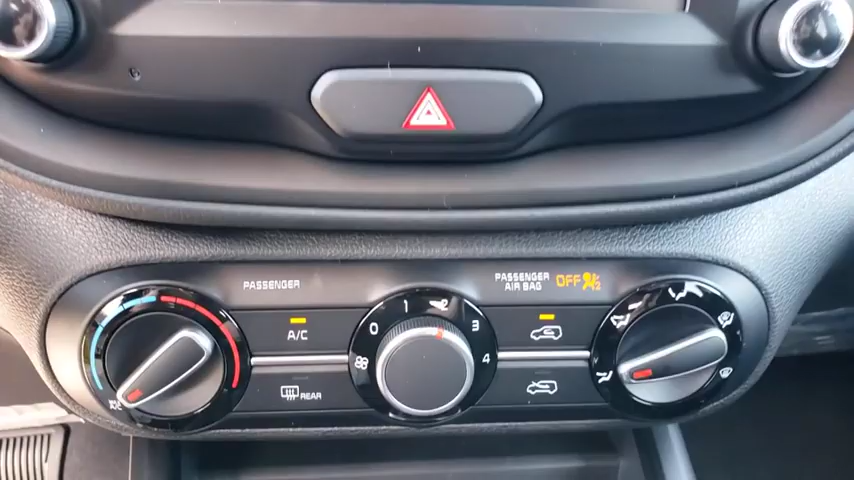 PASSENGER
PASSENGER
AIR BAG
OFF
2
0
1
3
4
A/C
REAR
A/C